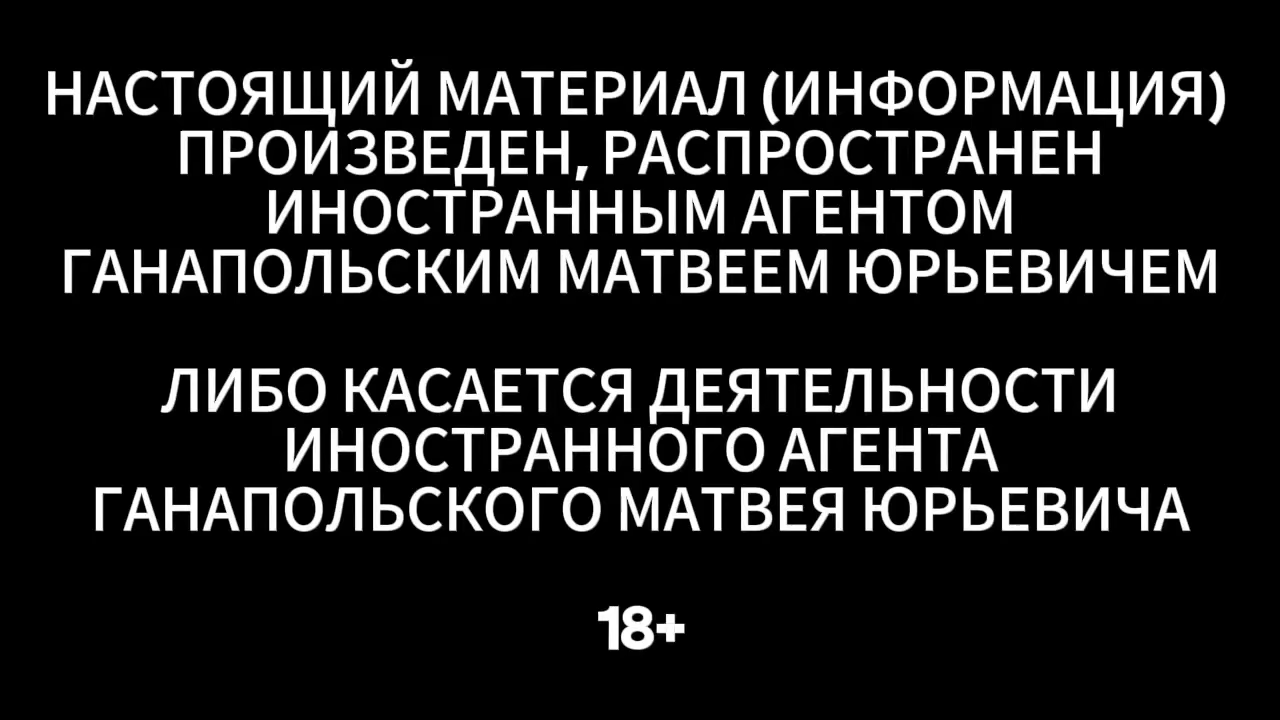 НАСТОЯЩИЙ МАТЕРИАЛ (ИНФОРМАЦИЯ)
ПРОИЗВЕДЕН, РАСПРОСТРАНЕН
ИНОСТРАННЫМ АГЕНТОМ
ГАНАПОЛЬСКИМ МАТВЕЕМ ЮРЬЕВИЧЕМ
ЛИБО КАСАЕТСЯ ДЕЯТЕЛЬНОСТИ
ИНОСТРАННОГО АГЕНТА
ГАНАПОЛЬСКОГО МАТВЕЯ ЮРЬЕВИЧА
18+